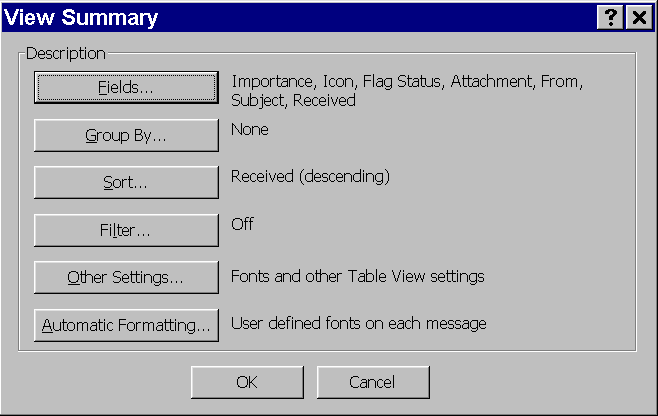 View Summary
Description
Fields...
Importance, Icon, Flag Status, Attachment, From,
Subject, Received
Group By...
None
Sort...
Received (descending)
Filter...
Off
Other Settings...
Fonts and other Table View settings
Automatic Formatting...
User defined fonts on each message
OK
Cancel